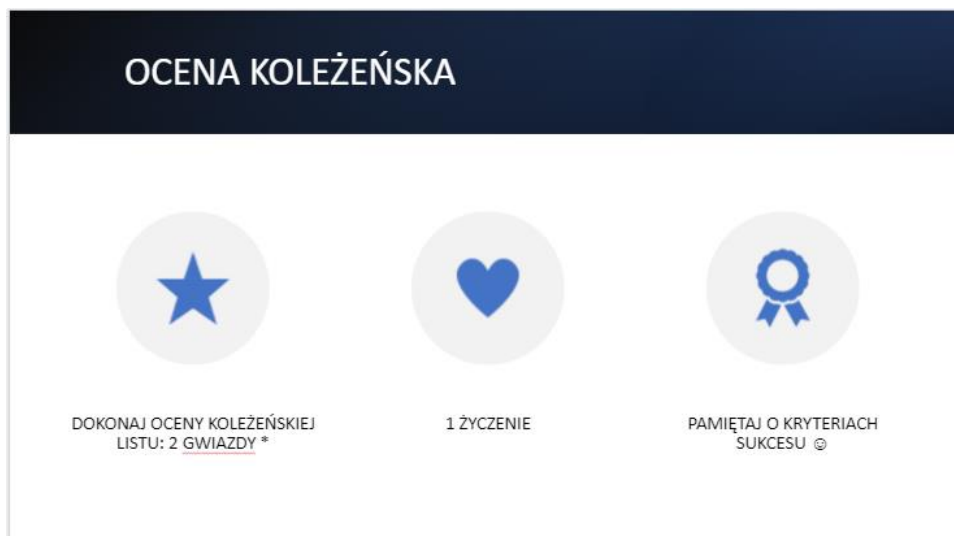 OCENA KOLEŻEŃSKA
DOKONAJ OCENY KOLEŻEŃSKIEJ
LISTU: 2 GWIAZDY *
1 ŻYCZENIE
PAMIĘTAJ O KRYTERIACH
SUKCESU ☺